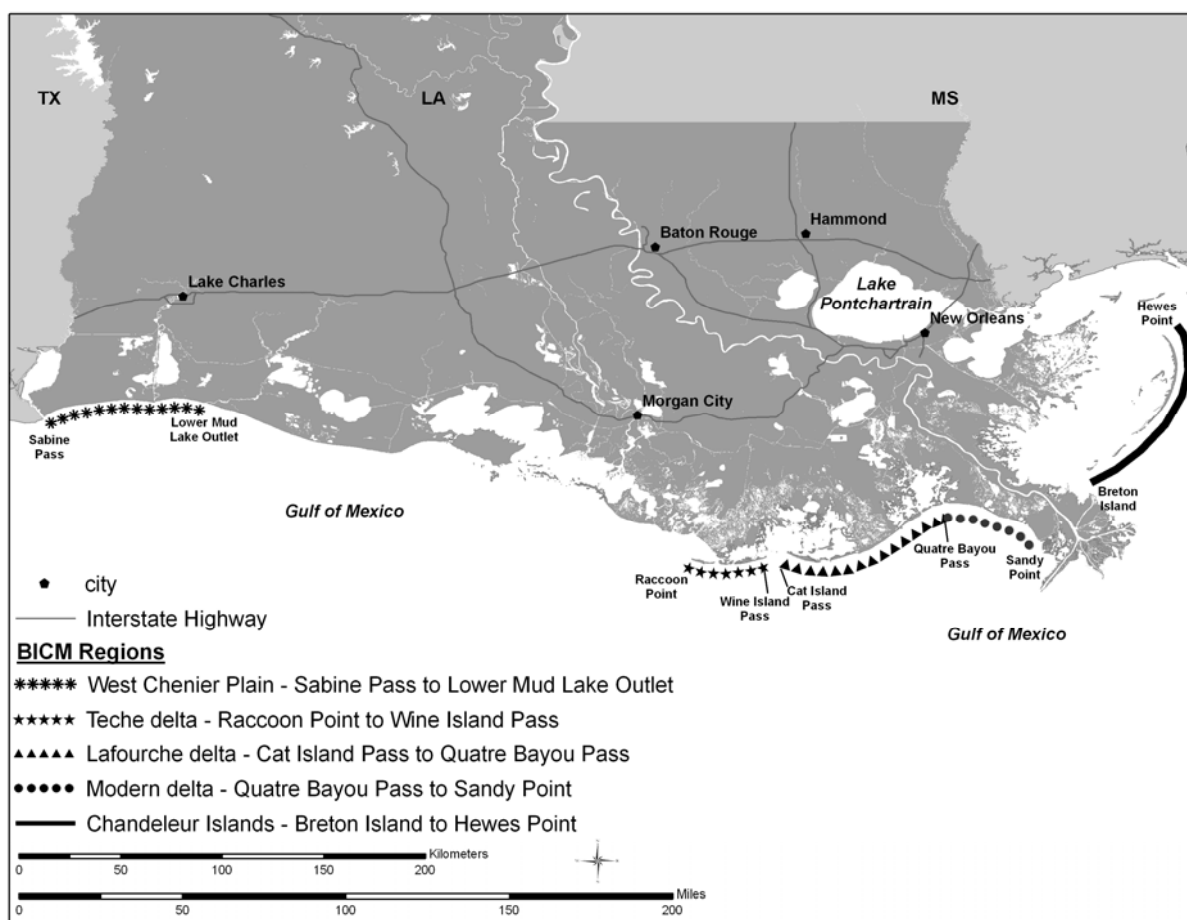 TX
LA
MS
Hammond
Baton Rouge
Lake Charles
Lake
Pontchartrain
New Orleans
Hewes
Point
Morgan City
Sabine
Pass
Lower Mud
Lake Outlet
Breton
Island
Gulf of Mexico
Quatre Bayou
Pass
Sandy
Point
Raccoon
Point
Wine Island
Pass
Cat Island
Pass
Gulf of Mexico
city
Interstate Highway
BICM Regions
West Chenier Plain - Sabine Pass to Lower Mud Lake Outlet
Teche delta - Raccoon Point to Wine Island Pass
Lafourche delta - Cat Island Pass to Quatre Bayou Pass
Modern delta - Quatre Bayou Pass to Sandy Point
Chandeleur Islands - Breton Island to Hewes Point
Kilometers
0 50 100 150 200
Miles
0 50 100 150 200